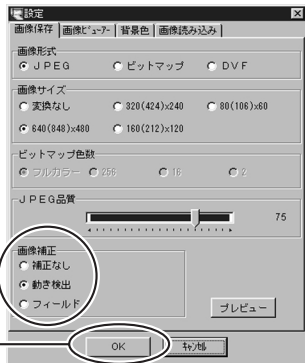 設定
画像保存 画像ビューアー 背景色 画像読み込み
画像形式
JPEG ビットマップ DVF
画像サイズ
変換なし 320(424)x240 80(106)x60
640(848)x480 160(212)x120
ビットマップ色数
フルカラー 256 16 2
JPEG品質
75
画像補正
補正なし
動き検出
フィールド
プレビュー
OK キャンセル